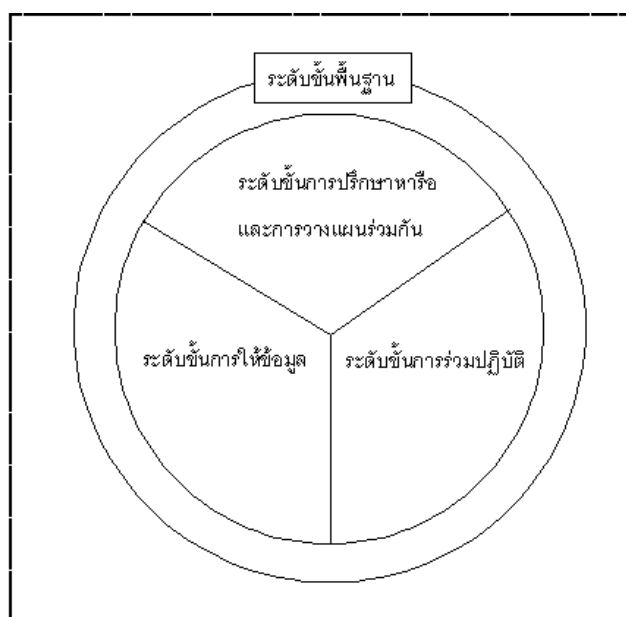 ระดับขั้นพื้นฐาน
ระดับขั้นการปรึกษาหารือ
และการวางแผนร่วมกัน
ระดับขั้นการให้ข้อมูล
ระดับขั้นการร่วมปฏิบัติ